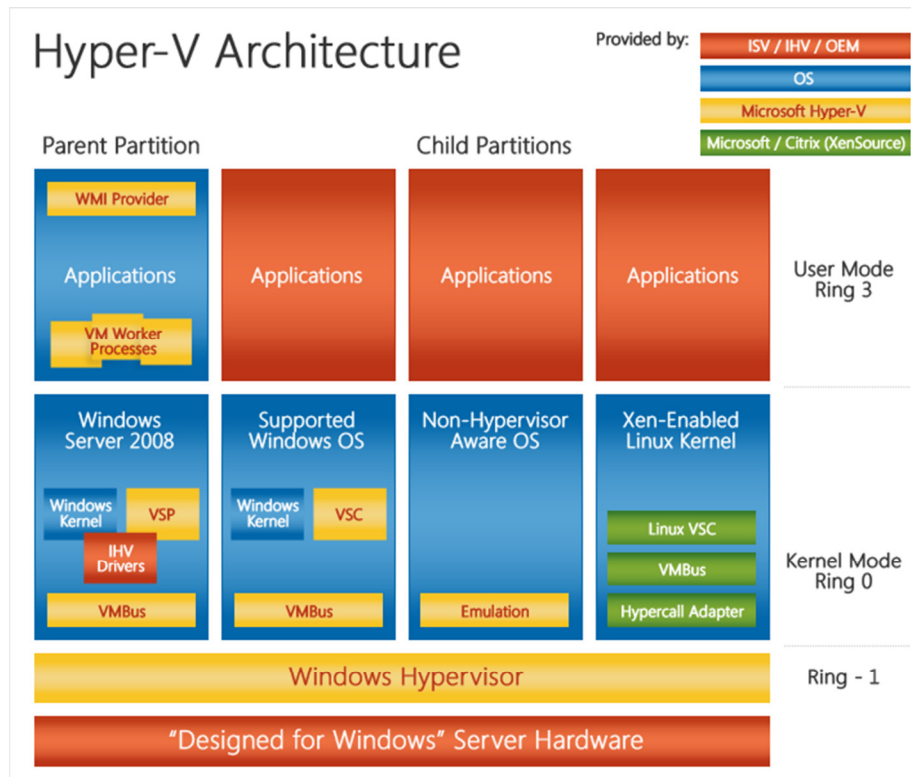 Hyper-V Architecture
Provided by:
ISV / IHV / OEM
OS
Microsoft Hyper-V
Microsoft / Citrix (XenSource)
Parent Partition
Child Partitions
WMI Provider
Applications
VM Worker
Processes
Applications
Applications
Applications
User Mode
Ring 3
Windows
Server 2008
Windows
Kernel
VSP
IHV
Drivers
VMBus
Supported
Windows OS
Windows
Kernel
VSC
VMBus
Non-Hypervisor
Aware OS
Emulation
Xen-Enabled
Linux Kernel
Linux VSC
VMBus
Hypercall Adapter
Kernel Mode
Ring 0
Windows Hypervisor
Ring - 1
“Designed for Windows” Server Hardware